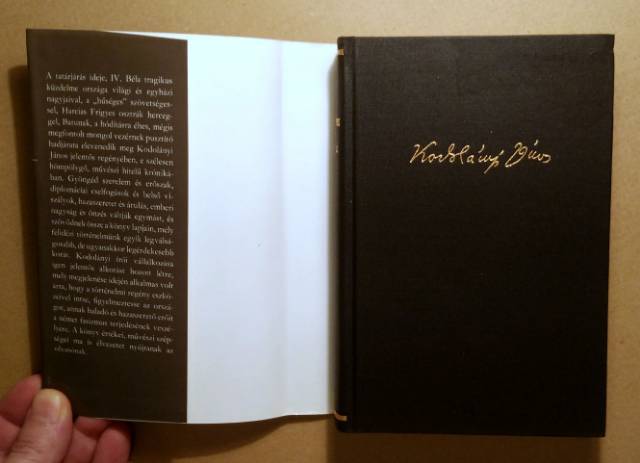 A tatárjárás ideje, IV. Béla tragikus
küzdelme országa világi és egyházi
nagyjaival, a „hűséges" szövetséges-
sel, Harcias Frigyes osztrák herceg-
gel, Batunak, a hódításra éhes, mégis
megfontolt mongol vezérnek pusztító
hadjárata elevenedik meg Kodolányi
János jelentős regényében, e szélesen
hömpölygő, művészi hitelű króniká-
ban. Gyöngéd szerelem és erőszak,
diplomáciai cselfogások és belső vi-
szályok, hazaszeretet és árulás, emberi
nagyság és önzés váltják egymást, és
szövődnek össze a könyv lapjain, mely
felidézi történelmünk egyik legválsá-
gosabb, de ugyanakkor legérdekesebb
korát. Kodolányi írói vállalkozása
igen jelentős alkotást hozott létre,
mely megjelenése idején alkalmas volt
arra, hogy a történelmi regény eszkö-
zeivel intse, figyelmeztesse az orszá-
got, annak haladó és hazaszerető erőit
a német fasizmus terjedésének veszé-
lyére. A könyv értékei, művészi szép-
ségei ma is élvezetet nyújtanak az
olvasónak.
Kodolányi János